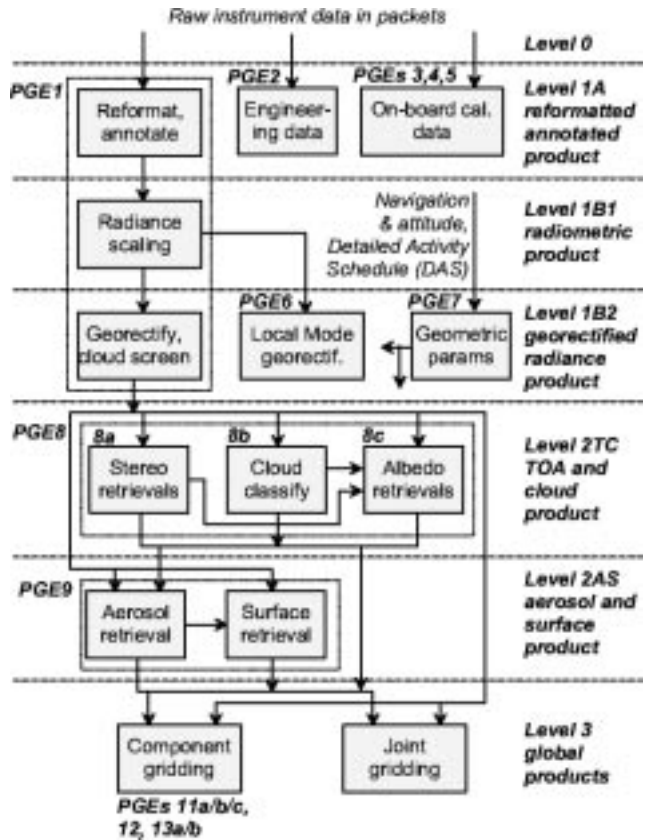 Raw instrument data in packets
Level 0
PGE1
PGE2
PGEs 3,4,5
Reformat,
annotate
Engineer-
ing data
On-board cal.
data
Level 1A
reformatted
annotated
product
Radiance
scaling
Navigation
& attitude,
Detailed Activity
Schedule (DAS)
Level 1B1
radiometric
product
PGE6
PGE7
Georectify,
cloud screen
Local Mode
georectif.
Geometric
params
Level 1B2
georectified
radiance
product
PGE8
8a
8b
8c
Stereo
retrievals
Cloud
classify
Albedo
retrievals
Level 2TC
TOA and
cloud
product
PGE9
Aerosol
retrieval
Surface
retrieval
Level 2AS
aerosol and
surface
product
Component
gridding
Joint
gridding
Level 3
global
products
PGEs 11a/b/c,
12, 13a/b